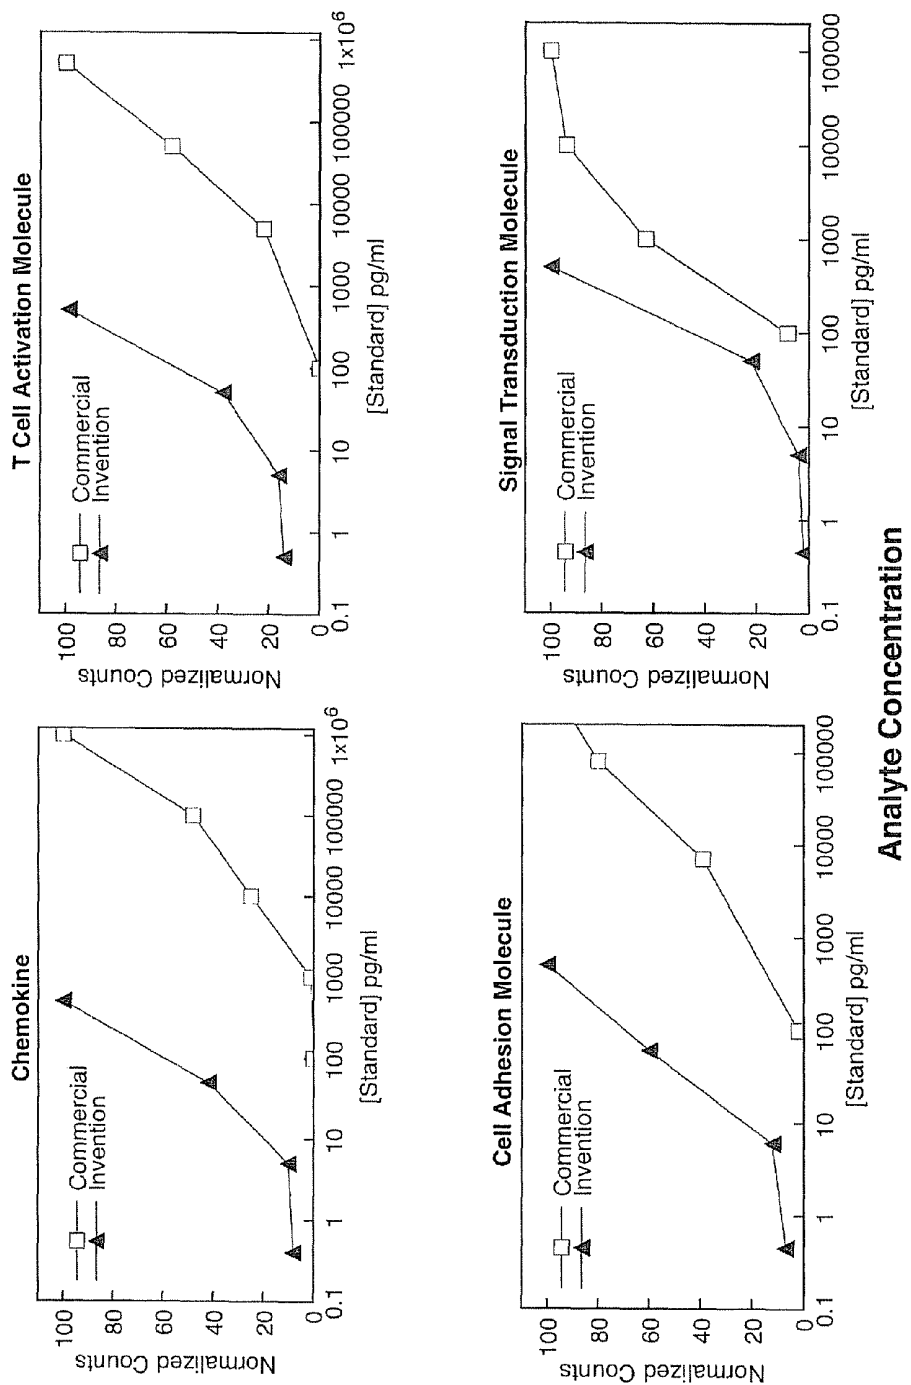 Chemokine
Normalized Counts
100
80
60
40
20
0
Commercial
Invention
0.1
1
10
100
1000
10000
100000
1x10⁶
[Standard] pg/ml
T Cell Activation Molecule
Normalized Counts
100
80
60
40
20
0
Commercial
Invention
0.1
1
10
100
1000
10000
100000
1x10⁶
[Standard] pg/ml
Cell Adhesion Molecule
Normalized Counts
100
80
60
40
20
0
Commercial
Invention
0.1
1
10
100
1000
10000
100000
[Standard] pg/ml
Signal Transduction Molecule
Normalized Counts
100
80
60
40
20
0
Commercial
Invention
0.1
1
10
100
1000
10000
100000
[Standard] pg/ml
Analyte Concentration